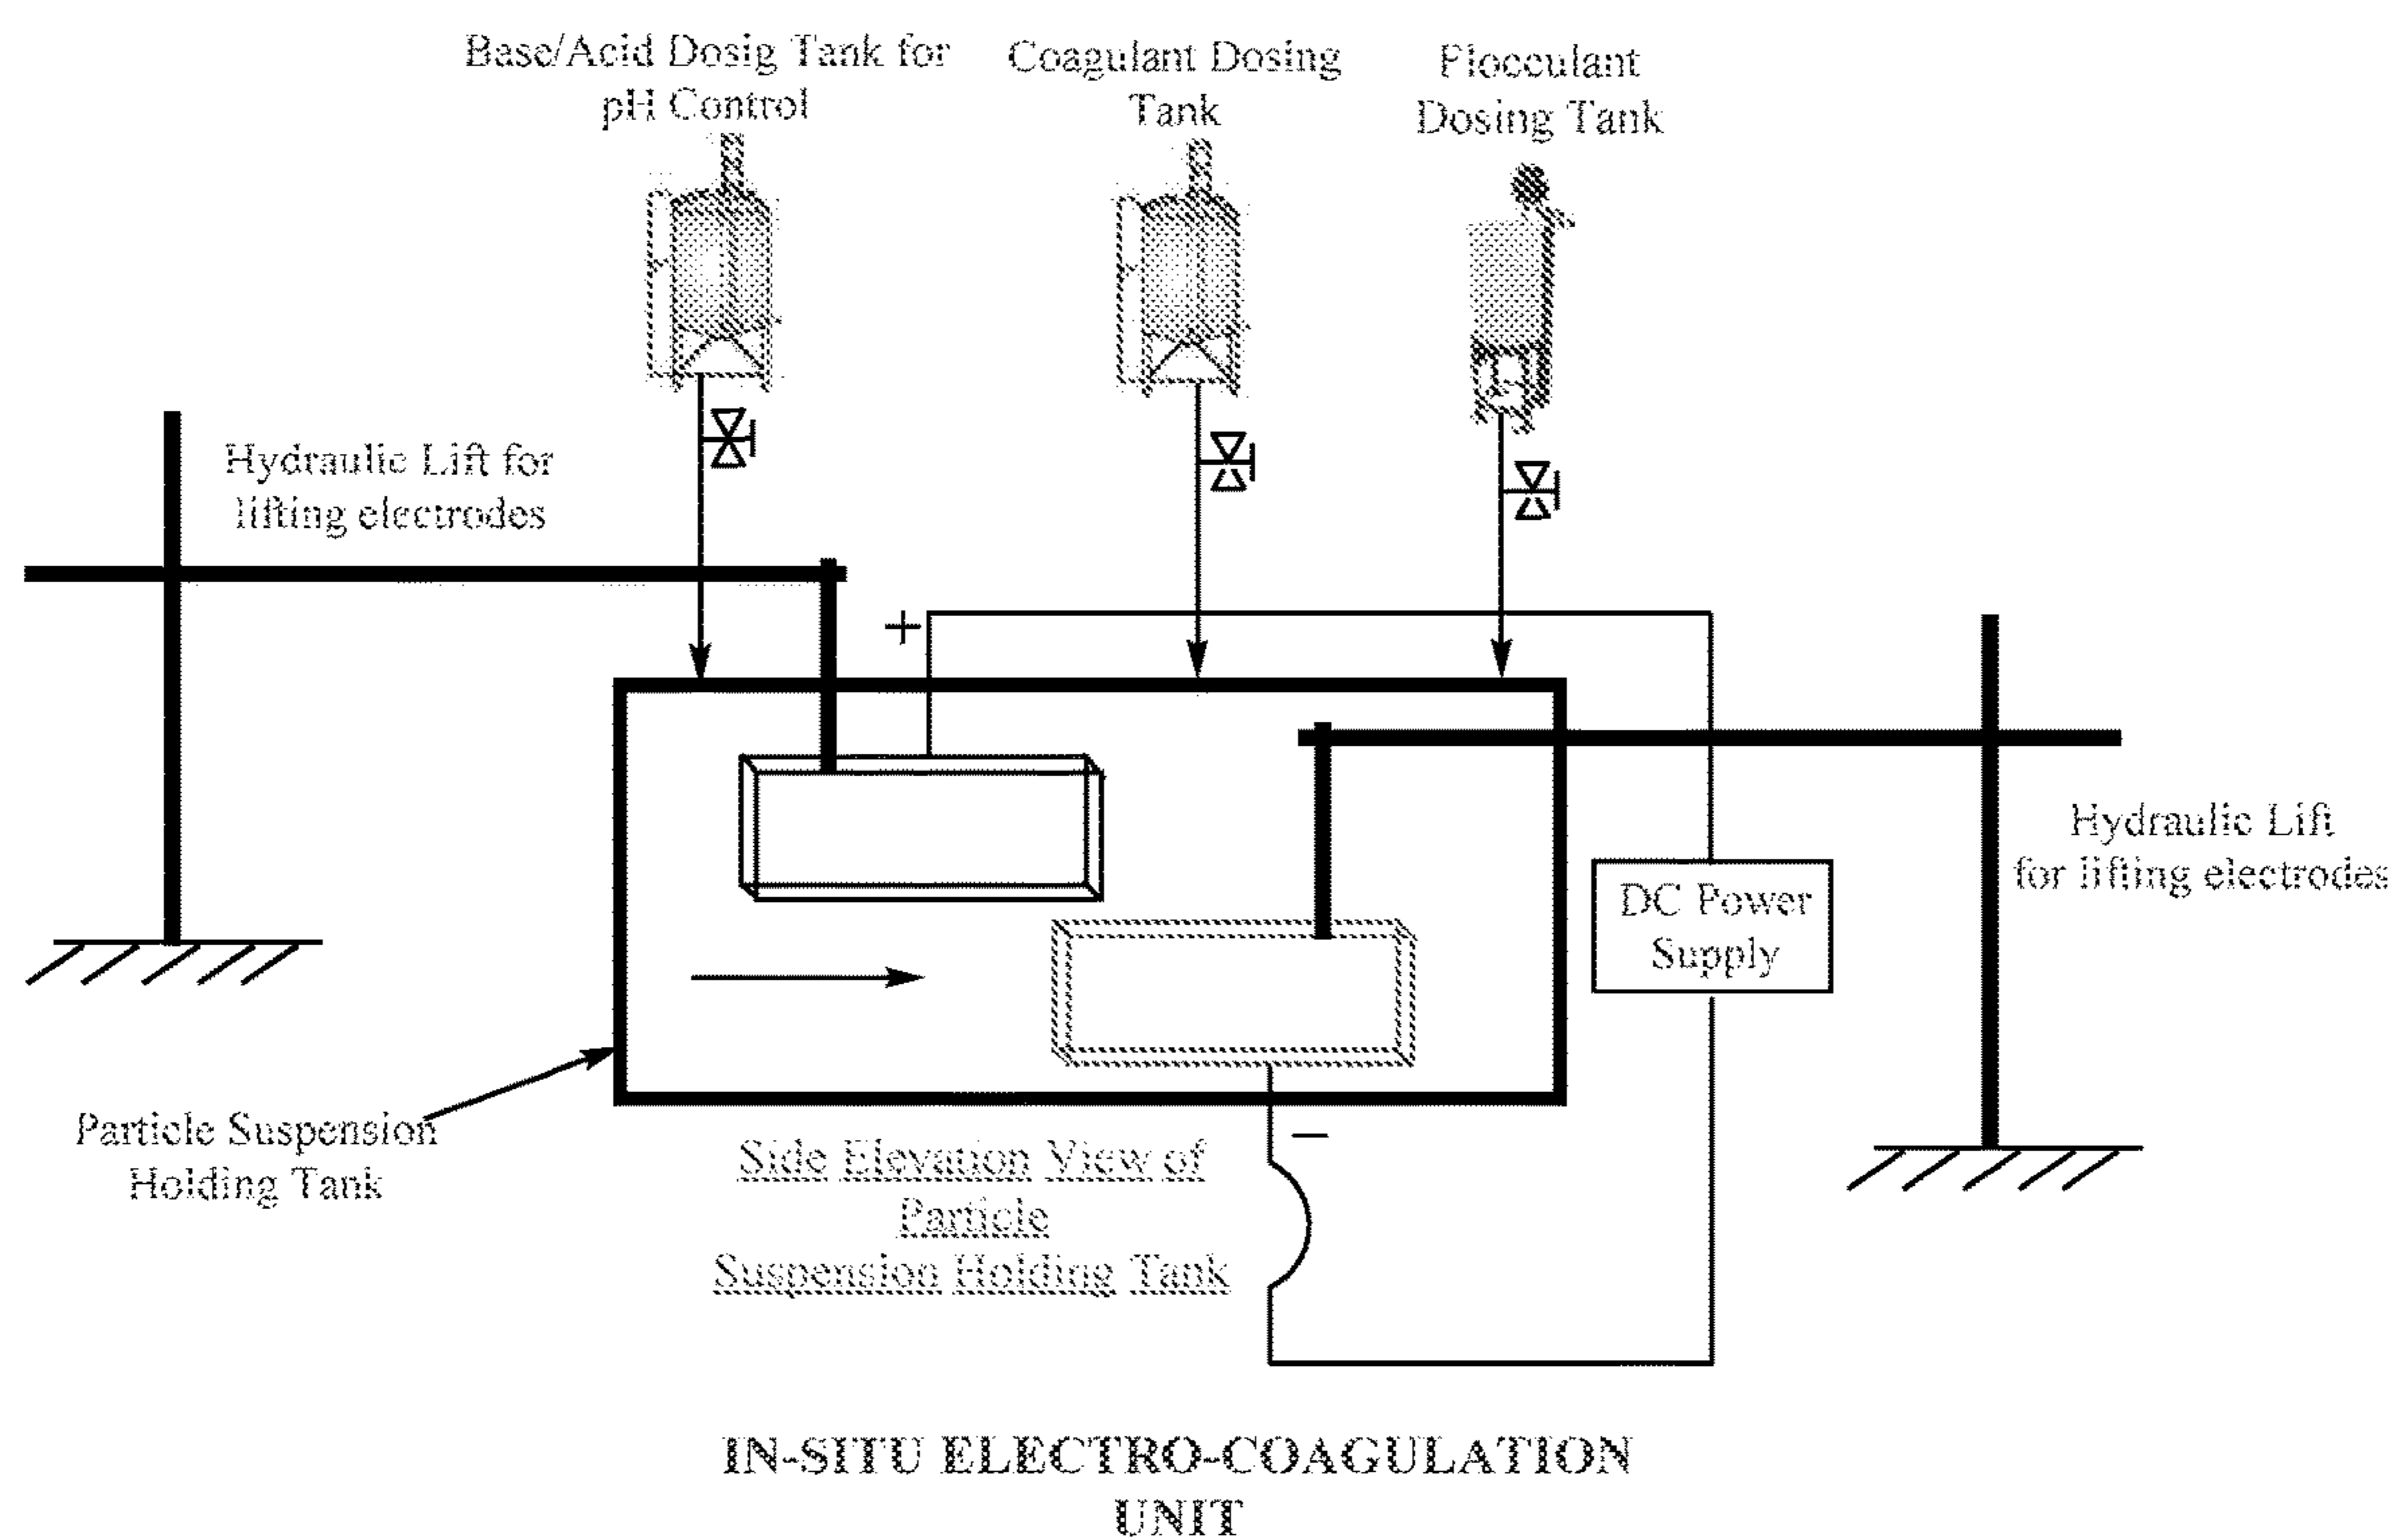 Base/Acid Dosig Tank for
pH Control
Coagulant Dosing
Tank
Flocculant
Dosing Tank
Hydraulic Lift for
lifting electrodes
+
Hydraulic Lift
for lifting electrodes
DC Power
Supply
Particle Suspension
Holding Tank
−
Side Elevation View of
Particle
Suspension Holding Tank
IN-SITU ELECTRO-COAGULATION
UNIT